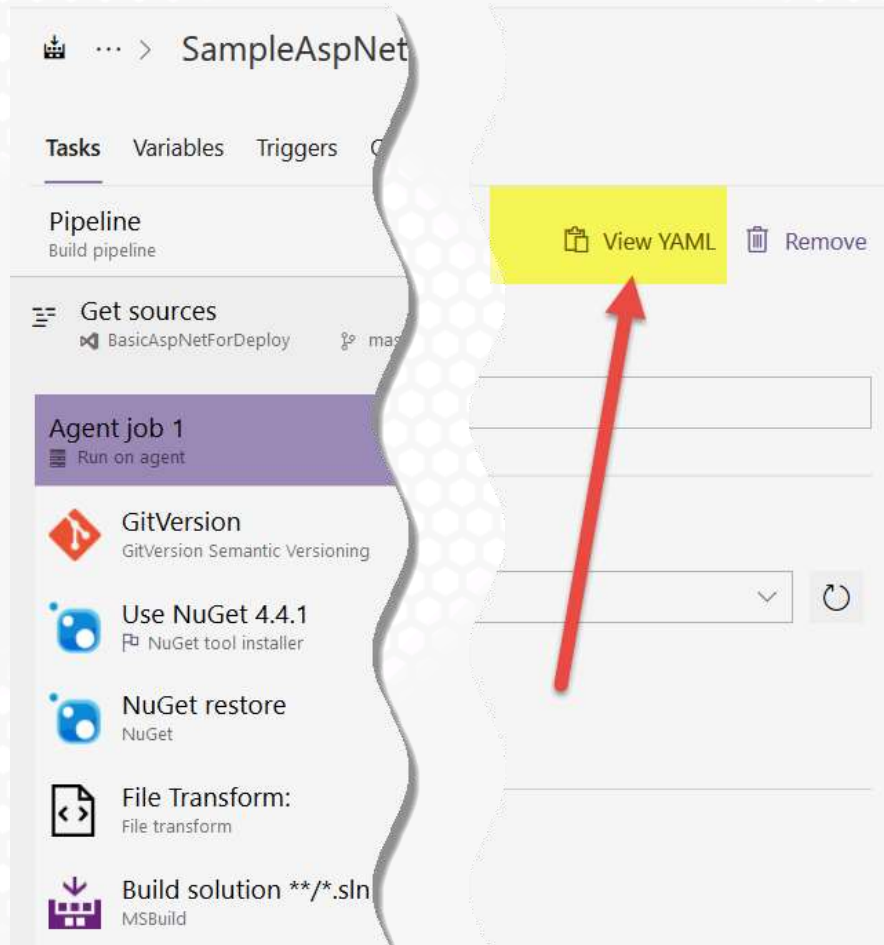 ... > SampleAspNet
Tasks Variables Triggers
Pipeline
Build pipeline
View YAML Remove
Get sources
BasicAspNetForDeploy mas
Agent job 1
Run on agent
GitVersion
GitVersion Semantic Versioning
Use NuGet 4.4.1
NuGet tool installer
NuGet restore
NuGet
File Transform:
File transform
Build solution **/*.sln
MSBuild